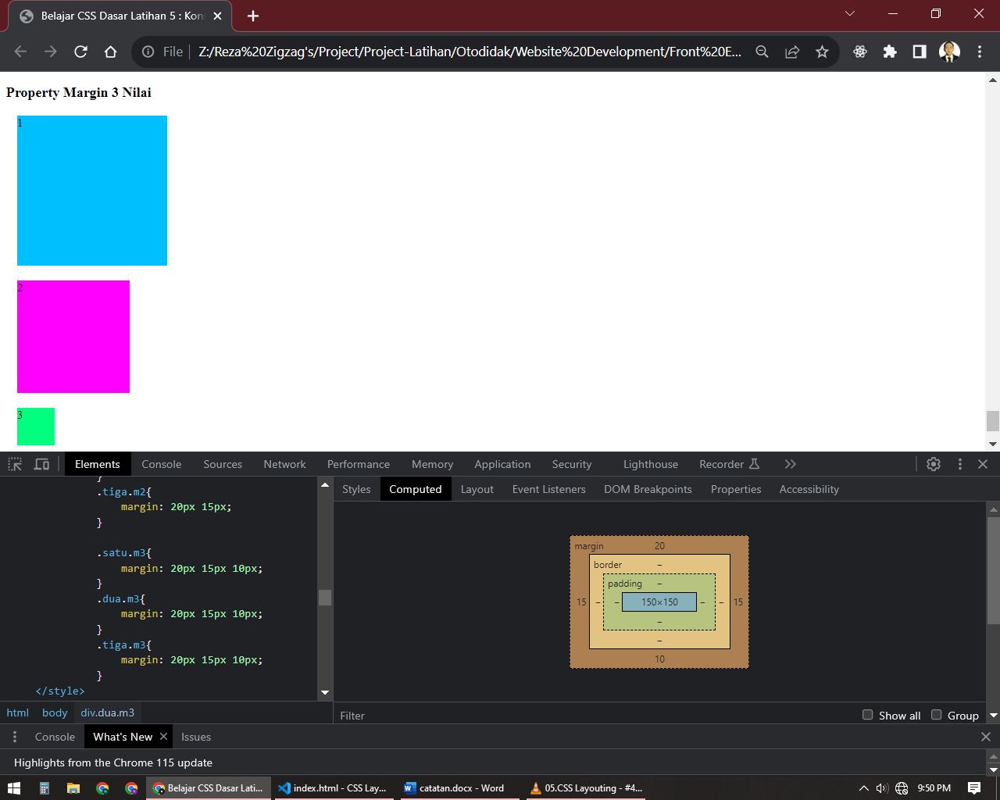 Belajar CSS Dasar Latihan 5 : Kon
File
Z:/Reza%20Zigzag's/Project/Project-Latihan/Otodidak/Website%20Development/Front%20E...
Property Margin 3 Nilai
1
2
3
Elements Console Sources Network Performance Memory Application Security Lighthouse Recorder
}
.tiga.m2{
margin: 20px 15px;
}
.satu.m3{
margin: 20px 15px 10px;
}
.dua.m3{
margin: 20px 15px 10px;
}
.tiga.m3{
margin: 20px 15px 10px;
}
</style>
html body div.dua.m3
Styles Computed Layout Event Listeners DOM Breakpoints Properties Accessibility
margin 20
border –
padding –
15 – – 150×150 – – 15
–
–
10
Filter Show all Group
Console What's New Issues
Highlights from the Chrome 115 update
Belajar CSS Dasar Lati... index.html - CSS Lay... catatan.docx - Word 05.CSS Layouting - #4... 9:50 PM